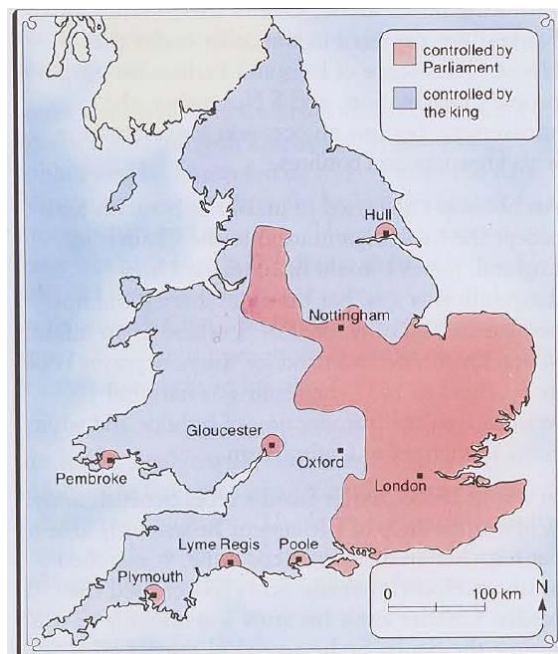 controlled by
Parliament
controlled by
the king
Hull
Nottingham
Gloucester
Oxford
Pembroke
London
Lyme Regis
Poole
Plymouth
0
100 km
N